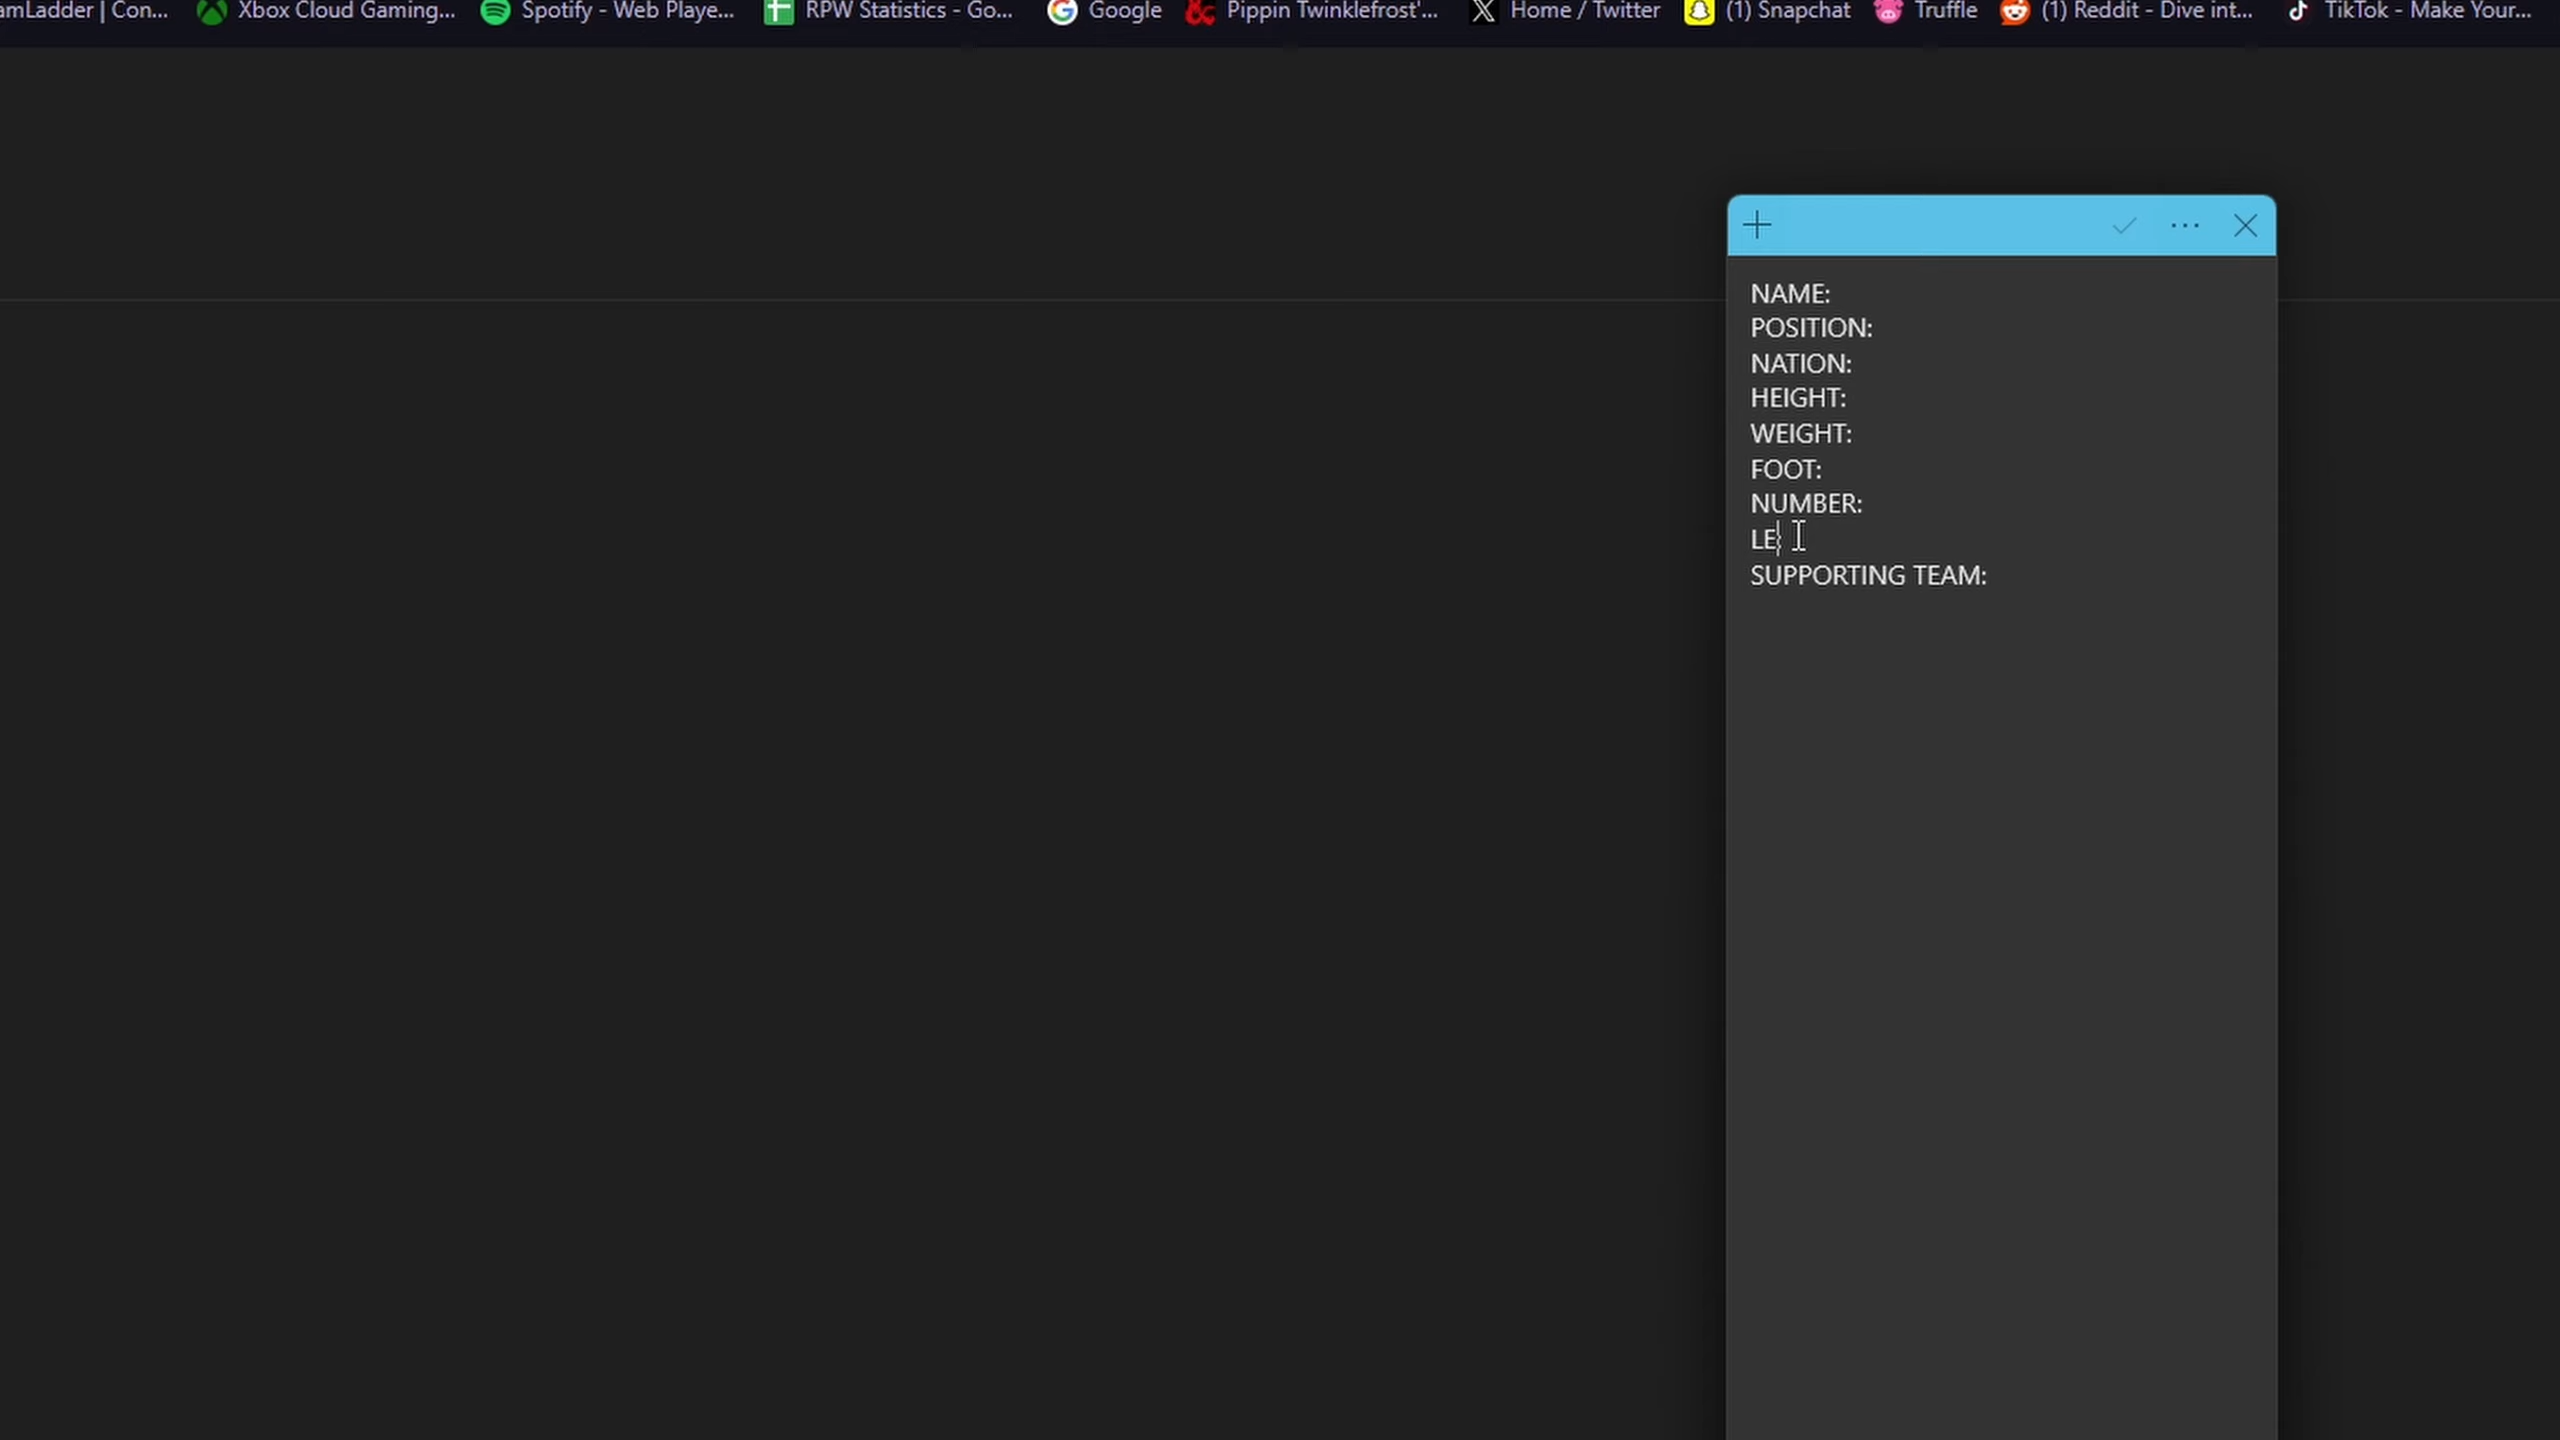 amLadder | Con... Xbox Cloud Gaming... Spotify - Web Playe... RPW Statistics - Go... Google Pippin Twinklefrost'... Home / Twitter (1) Snapchat Truffle (1) Reddit - Dive int... TikTok - Make Your...
NAME:
POSITION:
NATION:
HEIGHT:
WEIGHT:
FOOT:
NUMBER:
LE:
SUPPORTING TEAM: